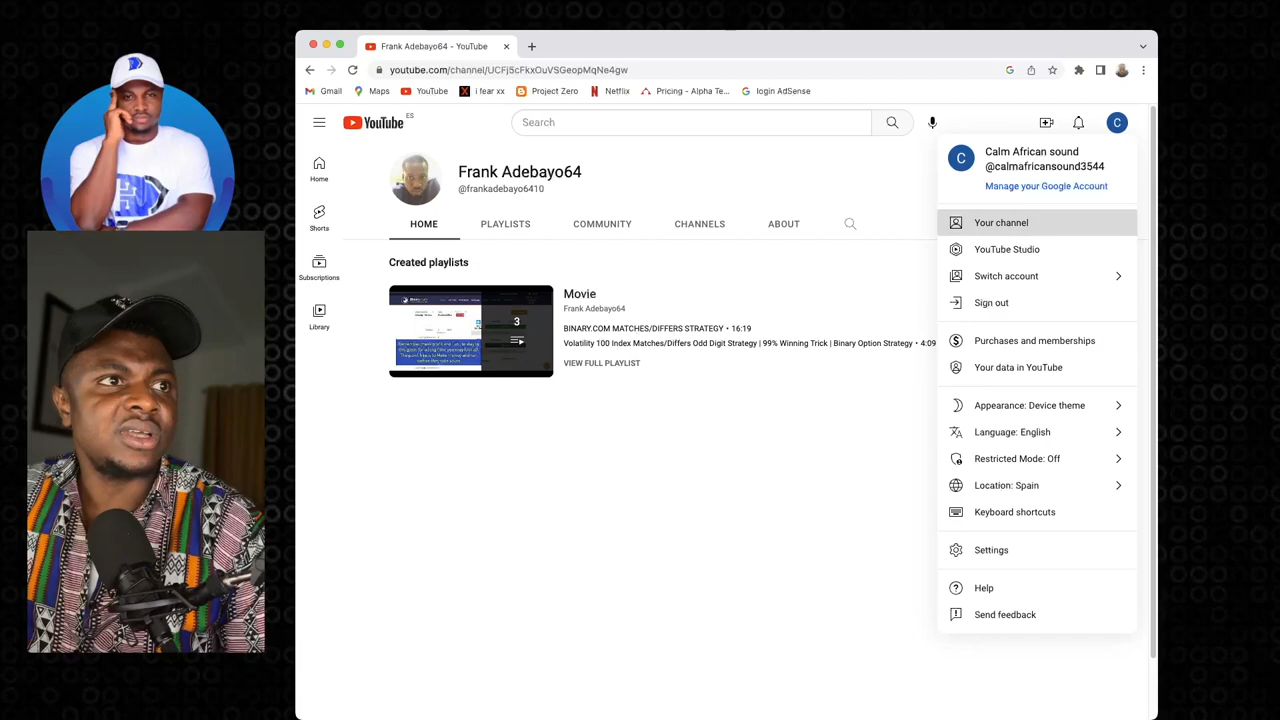 Frank Adebayo64 - YouTube
youtube.com/channel/UCFj5cFkxOuVSGeopMqNe4gw
Gmail
Maps
YouTube
i fear xx
Project Zero
Netflix
Pricing - Alpha Te...
login AdSense
YouTube ES
Search
C
Home
Shorts
Subscriptions
Library
Frank Adebayo64
@frankadebayo6410
HOME
PLAYLISTS
COMMUNITY
CHANNELS
ABOUT
Created playlists
3
Movie
Frank Adebayo64
BINARY.COM MATCHES/DIFFERS STRATEGY • 16:19
Volatility 100 Index Matches/Differs Odd Digit Strategy | 99% Winning Trick | Binary Option Strategy • 4:09
VIEW FULL PLAYLIST
C
Calm African sound
@calmafricansound3544
Manage your Google Account
Your channel
YouTube Studio
Switch account
Sign out
Purchases and memberships
Your data in YouTube
Appearance: Device theme
Language: English
Restricted Mode: Off
Location: Spain
Keyboard shortcuts
Settings
Help
Send feedback